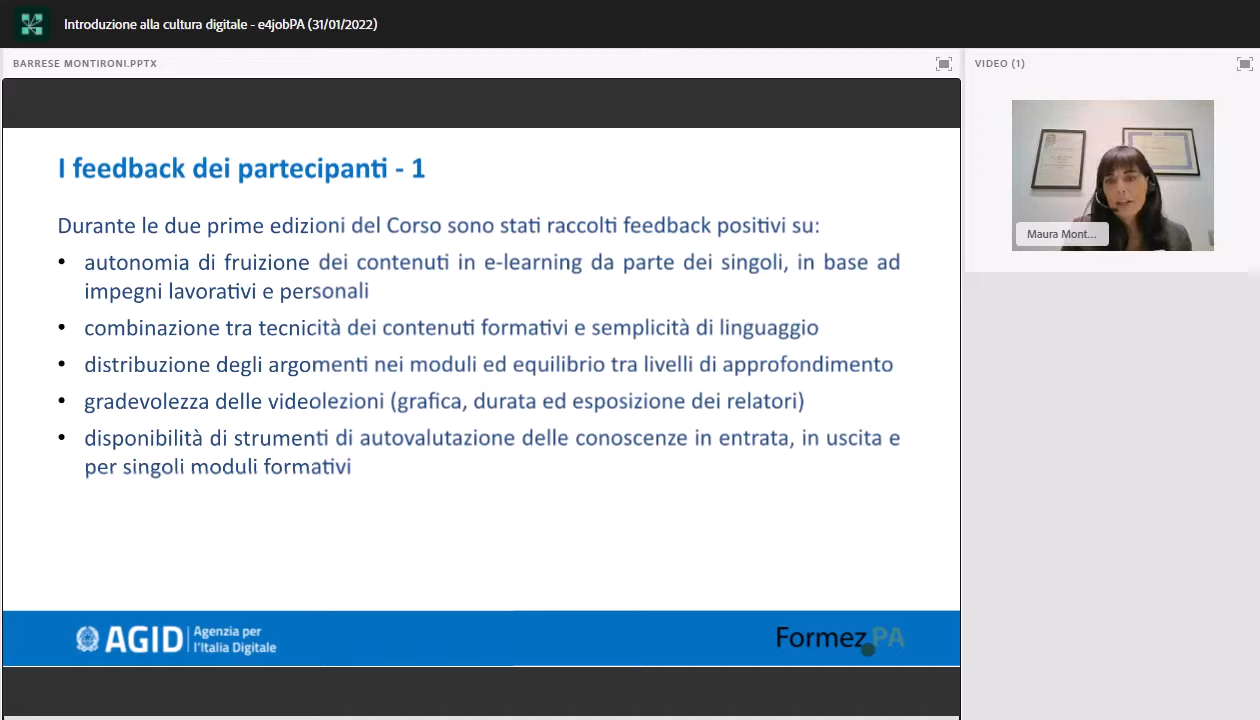 Introduzione alla cultura digitale - e4jobPA (31/01/2022)
BARRESE MONTIRONI.PPTX
VIDEO (1)
I feedback dei partecipanti - 1
Durante le due prime edizioni del Corso sono stati raccolti feedback positivi su:
• autonomia di fruizione dei contenuti in e-learning da parte dei singoli, in base ad
impegni lavorativi e personali
• combinazione tra tecnicità dei contenuti formativi e semplicità di linguaggio
• distribuzione degli argomenti nei moduli ed equilibrio tra livelli di approfondimento
• gradevolezza delle videolezioni (grafica, durata ed esposizione dei relatori)
• disponibilità di strumenti di autovalutazione delle conoscenze in entrata, in uscita e
per singoli moduli formativi
Maura Mont...
AGID
Agenzia per
l'Italia Digitale
Formez PA